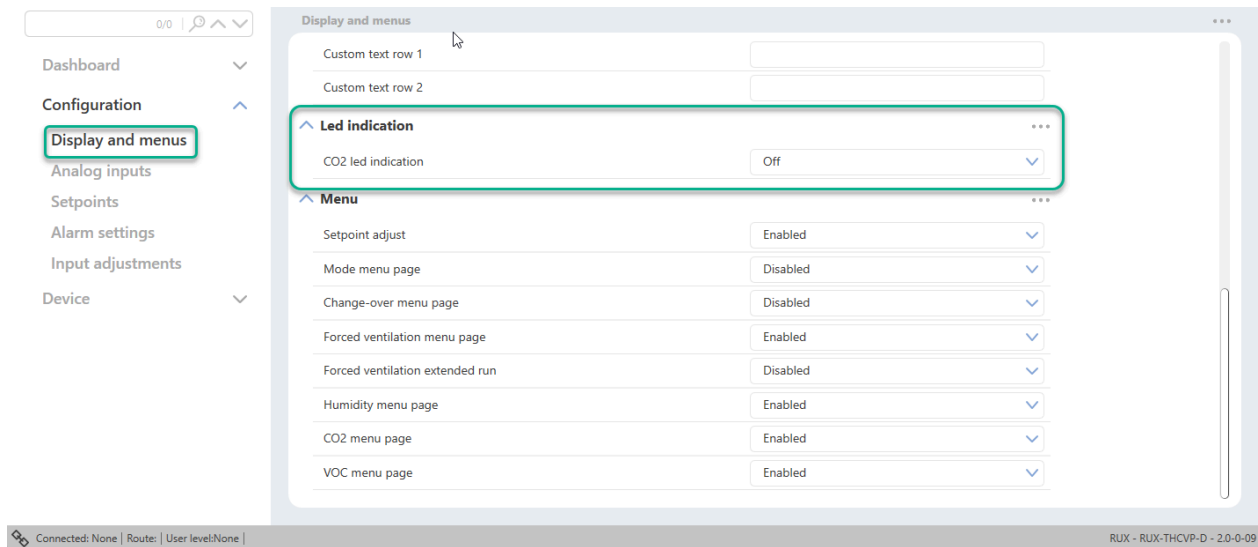 0/0
Display and menus
Dashboard
Configuration
Display and menus
Analog inputs
Setpoints
Alarm settings
Input adjustments
Device
Custom text row 1
Custom text row 2
Led indication
CO2 led indication Off
Menu
Setpoint adjust Enabled
Mode menu page Disabled
Change-over menu page Disabled
Forced ventilation menu page Enabled
Forced ventilation extended run Disabled
Humidity menu page Enabled
CO2 menu page Enabled
VOC menu page Enabled
Connected: None | Route: | User level:None | RUX - RUX-THCVP-D - 2.0-0-09